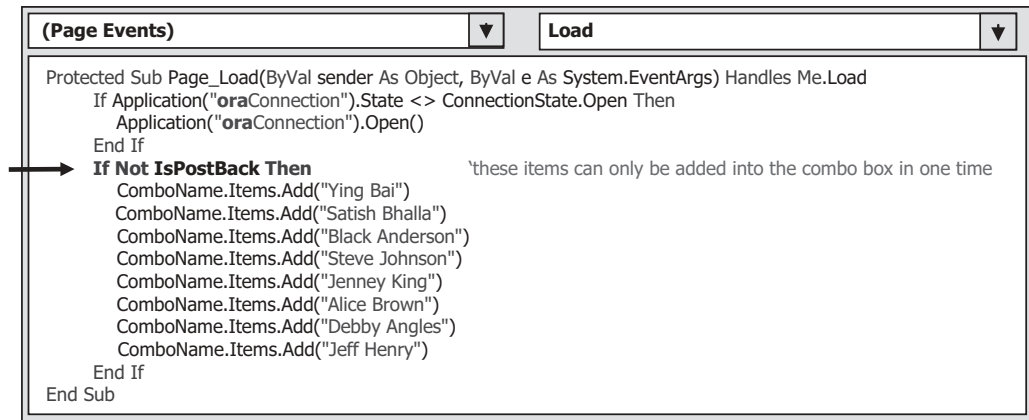 (Page Events) Load
Protected Sub Page_Load(ByVal sender As Object, ByVal e As System.EventArgs) Handles Me.Load
If Application("oraConnection").State <> ConnectionState.Open Then
Application("oraConnection").Open()
End If
If Not IsPostBack Then ‘these items can only be added into the combo box in one time
ComboName.Items.Add("Ying Bai")
ComboName.Items.Add("Satish Bhalla")
ComboName.Items.Add("Black Anderson")
ComboName.Items.Add("Steve Johnson")
ComboName.Items.Add("Jenney King")
ComboName.Items.Add("Alice Brown")
ComboName.Items.Add("Debby Angles")
ComboName.Items.Add("Jeff Henry")
End If
End Sub